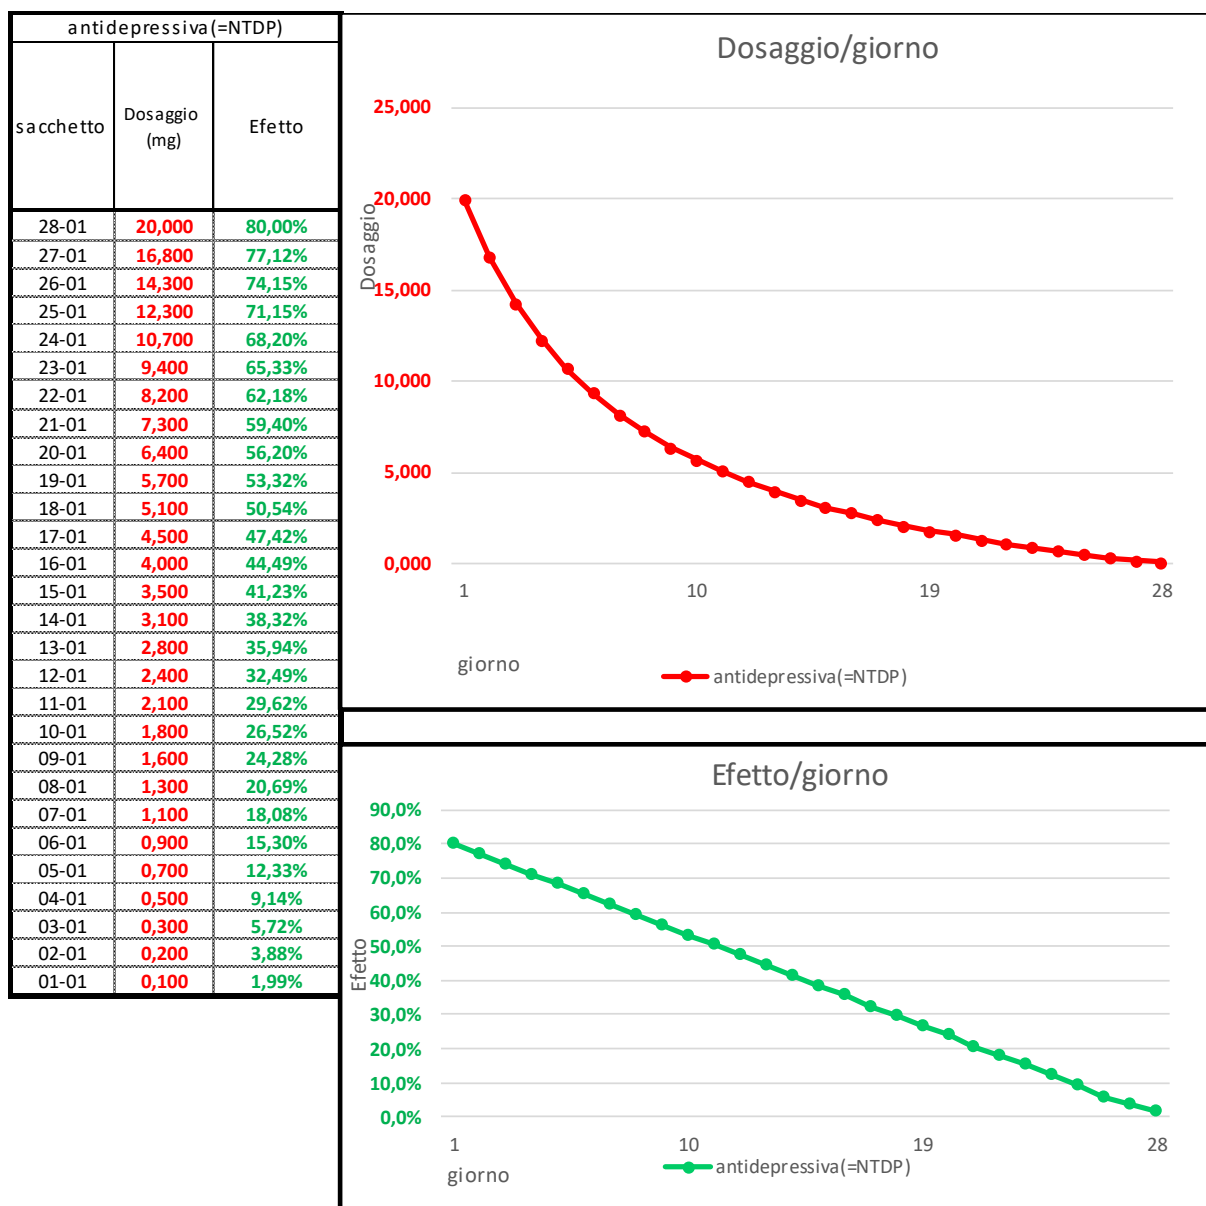 antidepressiva(=NTDP)
sacchetto Dosaggio (mg) Efetto
28-01 20,000 80,00%
27-01 16,800 77,12%
26-01 14,300 74,15%
25-01 12,300 71,15%
24-01 10,700 68,20%
23-01 9,400 65,33%
22-01 8,200 62,18%
21-01 7,300 59,40%
20-01 6,400 56,20%
19-01 5,700 53,32%
18-01 5,100 50,54%
17-01 4,500 47,42%
16-01 4,000 44,49%
15-01 3,500 41,23%
14-01 3,100 38,32%
13-01 2,800 35,94%
12-01 2,400 32,49%
11-01 2,100 29,62%
10-01 1,800 26,52%
09-01 1,600 24,28%
08-01 1,300 20,69%
07-01 1,100 18,08%
06-01 0,900 15,30%
05-01 0,700 12,33%
04-01 0,500 9,14%
03-01 0,300 5,72%
02-01 0,200 3,88%
01-01 0,100 1,99%
Dosaggio/giorno
25,000
20,000
15,000
10,000
5,000
0,000
Dosaggio
1 10 19 28
giorno
antidepressiva(=NTDP)
Efetto/giorno
90,0%
80,0%
70,0%
60,0%
50,0%
40,0%
30,0%
20,0%
10,0%
0,0%
Efetto
1 10 19 28
giorno
antidepressiva(=NTDP)